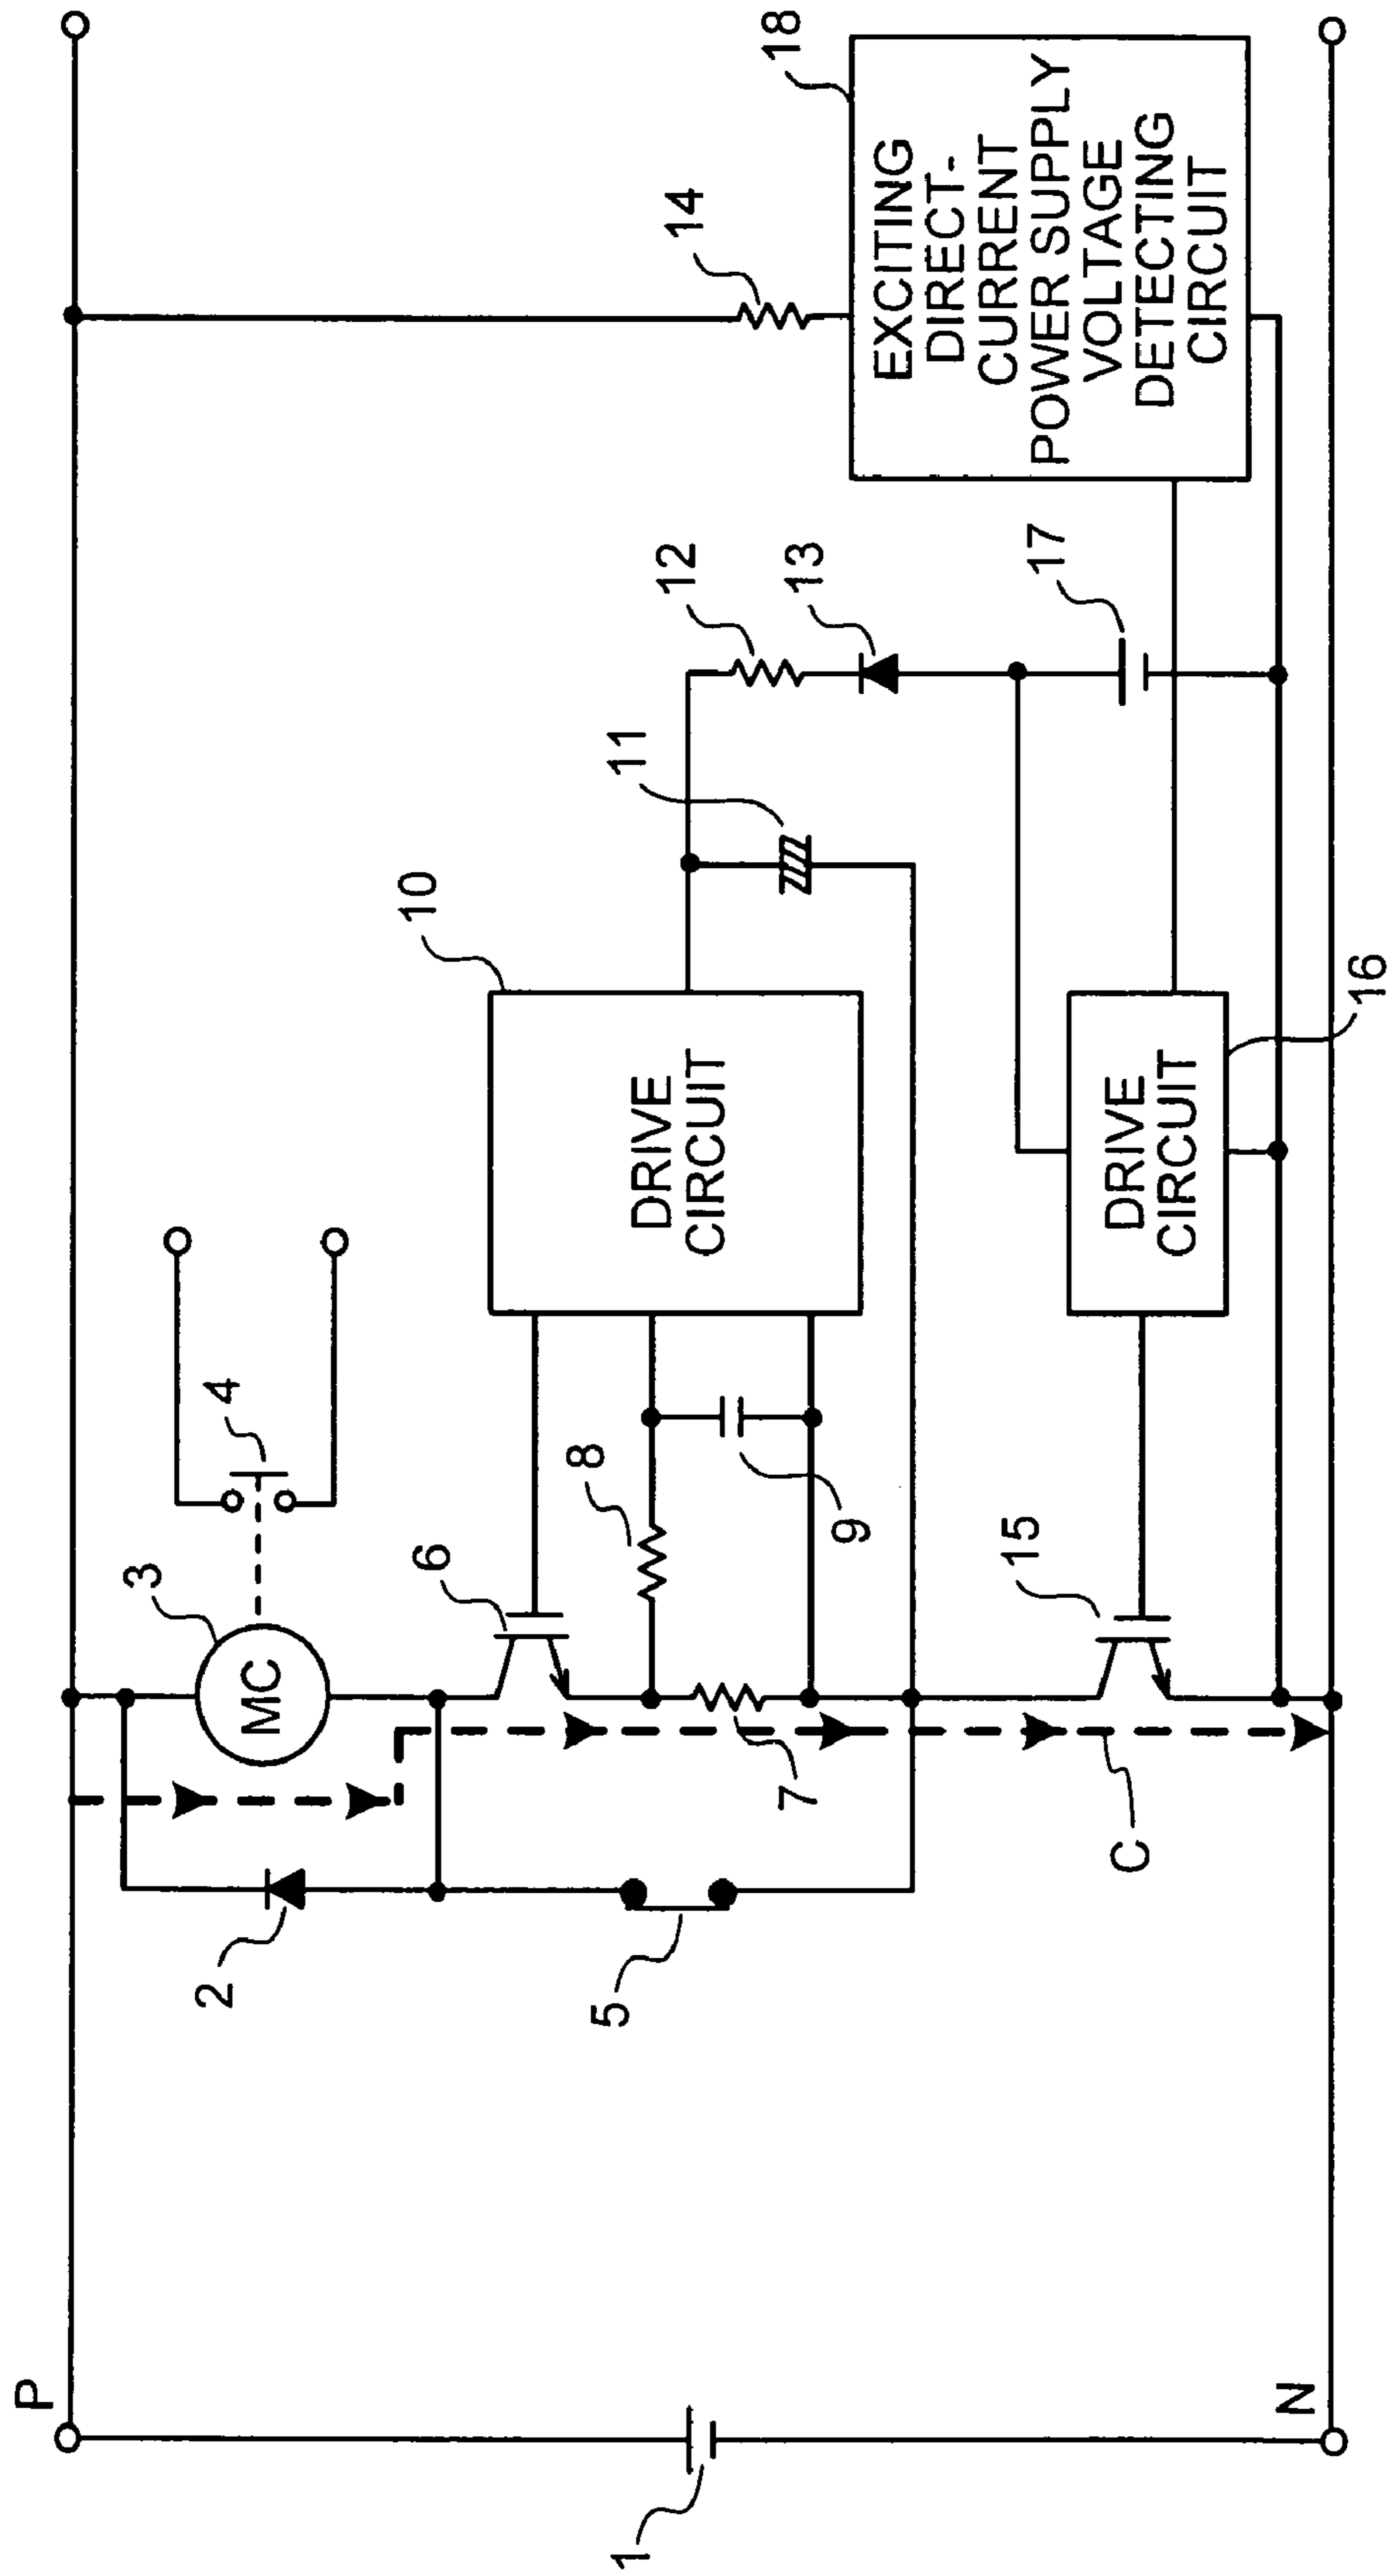 P
N
1
2
3
MC
4
5
6
7
8
9
10
DRIVE
CIRCUIT
11
12
13
14
15
C
DRIVE
CIRCUIT
16
17
18
EXCITING
DIRECT-
CURRENT
POWER SUPPLY
VOLTAGE
DETECTING
CIRCUIT